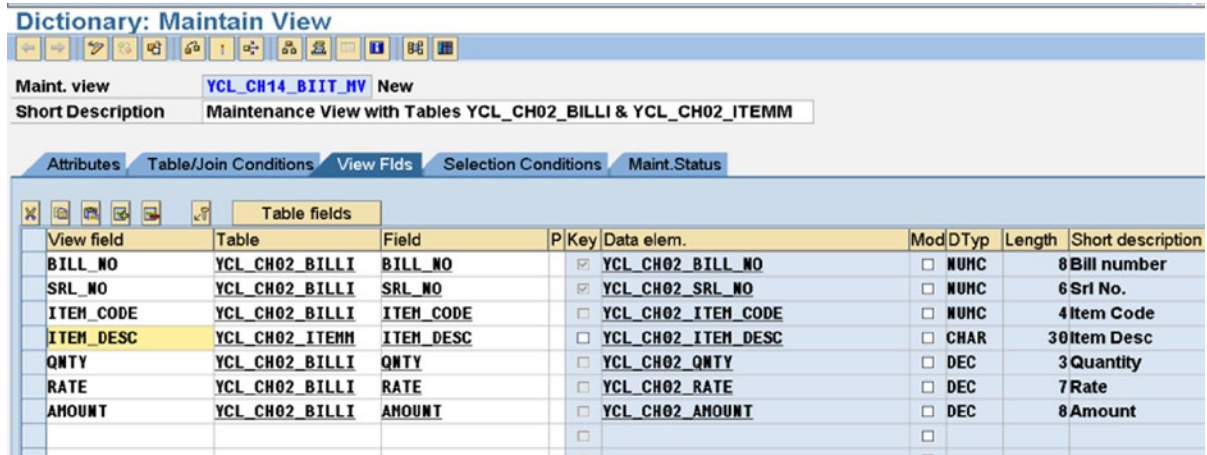 Dictionary: Maintain View
Maint. view YCL_CH14_BIIT_MV New
Short Description Maintenance View with Tables YCL_CH02_BILLI & YCL_CH02_ITEMM
Attributes Table/Join Conditions View Flds Selection Conditions Maint.Status
Table fields
View field Table Field P Key Data elem. Mod DTyp Length Short description
BILL_NO YCL_CH02_BILLI BILL_NO YCL_CH02_BILL_NO NUMC 8 Bill number
SRL_NO YCL_CH02_BILLI SRL_NO YCL_CH02_SRL_NO NUMC 6 Srl No.
ITEM_CODE YCL_CH02_BILLI ITEM_CODE YCL_CH02_ITEM_CODE NUMC 4 Item Code
ITEM_DESC YCL_CH02_ITEMM ITEM_DESC YCL_CH02_ITEM_DESC CHAR 30 Item Desc
QNTY YCL_CH02_BILLI QNTY YCL_CH02_QNTY DEC 3 Quantity
RATE YCL_CH02_BILLI RATE YCL_CH02_RATE DEC 7 Rate
AMOUNT YCL_CH02_BILLI AMOUNT YCL_CH02_AMOUNT DEC 8 Amount